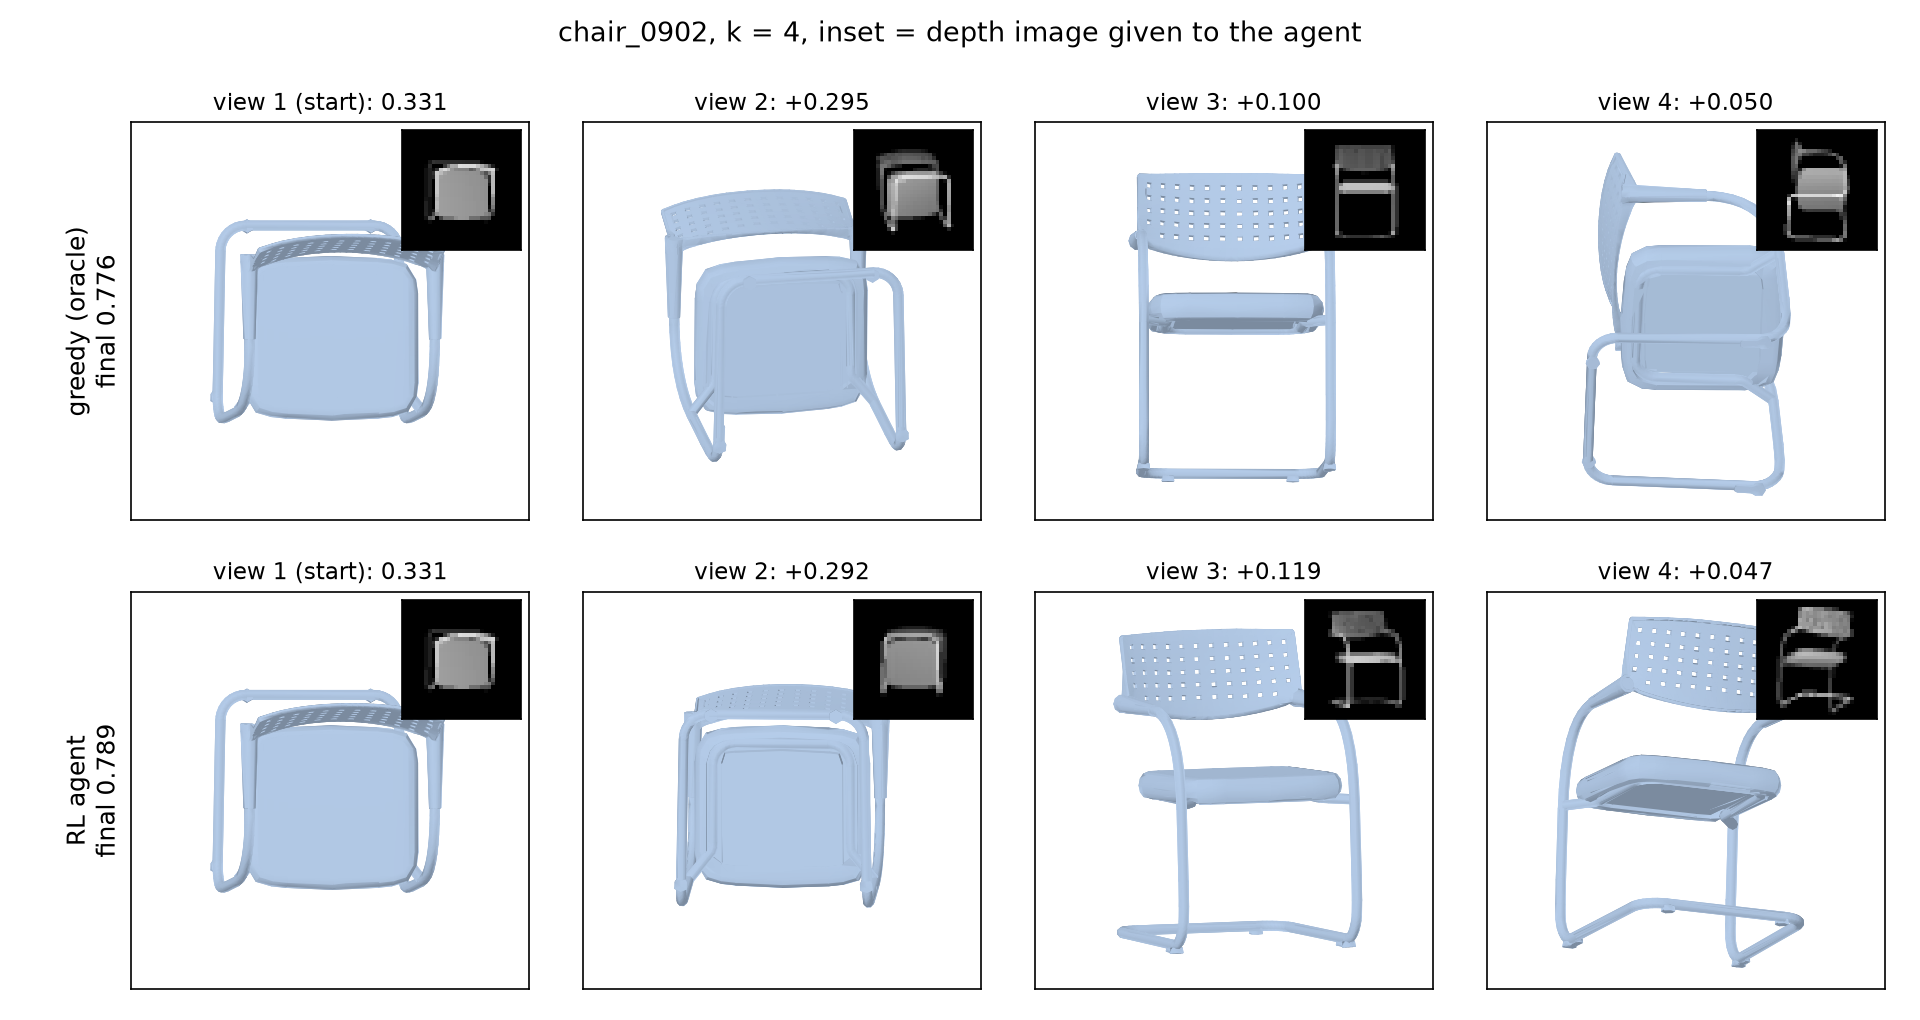 chair_0902, k = 4, inset = depth image given to the agent
view 1 (start): 0.331
view 2: +0.295
view 3: +0.100
view 4: +0.050
greedy (oracle)
final 0.776
view 1 (start): 0.331
view 2: +0.292
view 3: +0.119
view 4: +0.047
RL agent
final 0.789